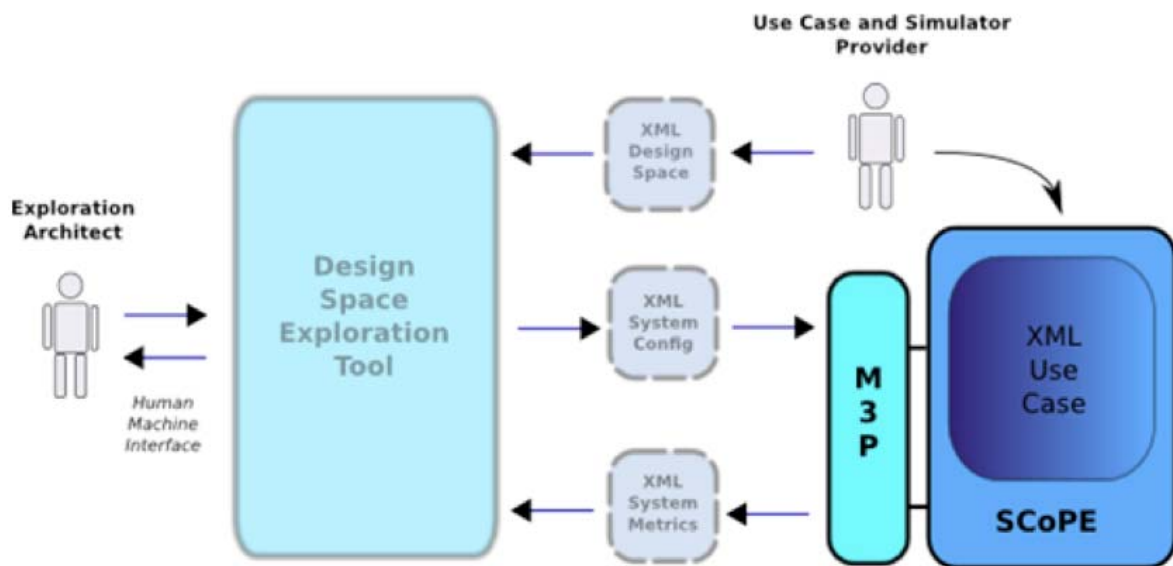 Use Case and Simulator
Provider
XML
Design
Space
Exploration
Architect
Design
Space
Exploration
Tool
Human
Machine
Interface
XML
System
Config
M
3
P
XML
Use
Case
XML
System
Metrics
SCoPE